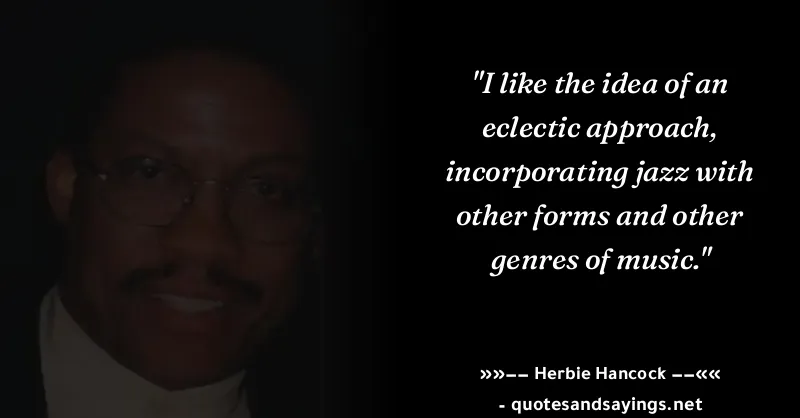 "I like the idea of an
eclectic approach,
incorporating jazz with
other forms and other
genres of music."
»»−− Herbie Hancock −−««
- quotesandsayings.net